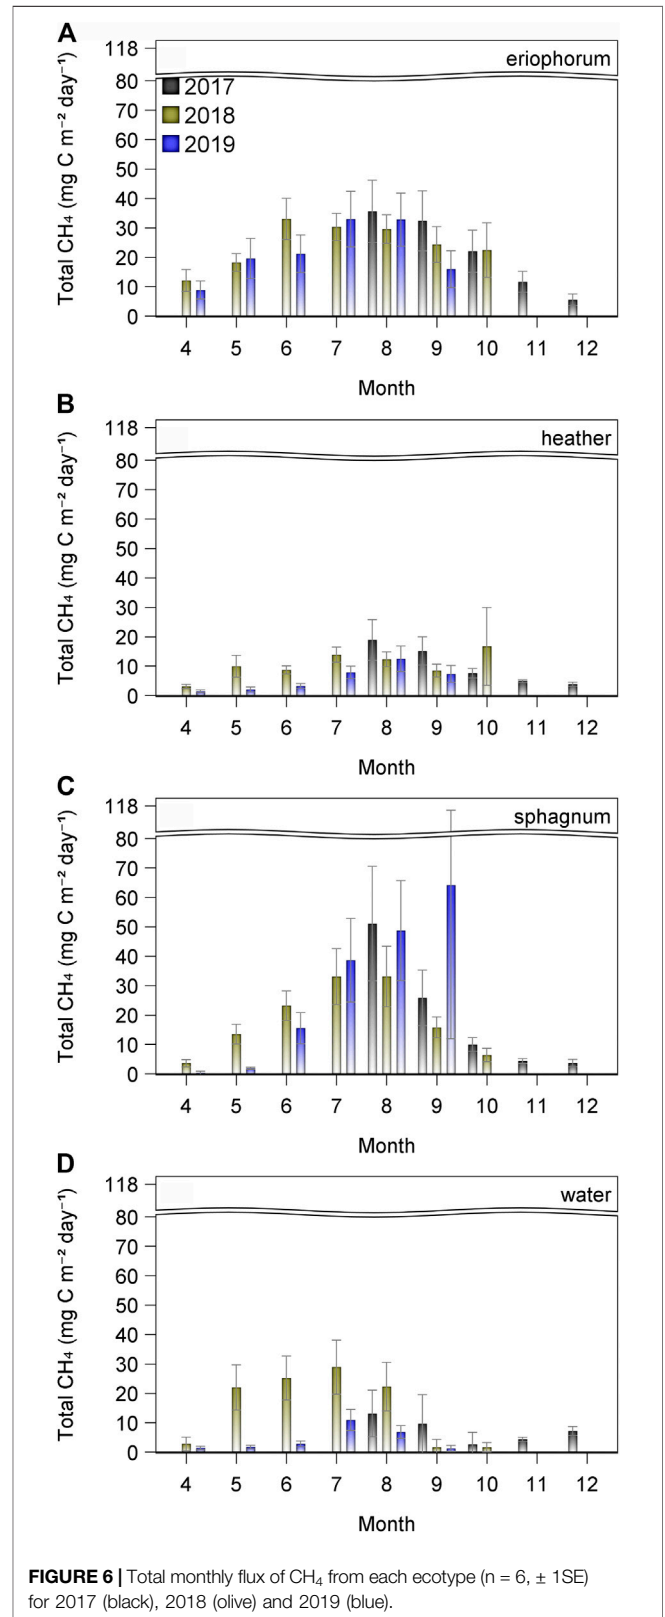 A
118
80
70
60
50
40
30
20
10
0
Total CH₄ (mg C m⁻² day⁻¹)
eriophorum
2017
2018
2019
4 5 6 7 8 9 10 11 12
Month
B
118
80
70
60
50
40
30
20
10
0
Total CH₄ (mg C m⁻² day⁻¹)
heather
4 5 6 7 8 9 10 11 12
Month
C
118
80
70
60
50
40
30
20
10
0
Total CH₄ (mg C m⁻² day⁻¹)
sphagnum
4 5 6 7 8 9 10 11 12
Month
D
118
80
70
60
50
40
30
20
10
0
Total CH₄ (mg C m⁻² day⁻¹)
water
4 5 6 7 8 9 10 11 12
Month
FIGURE 6 | Total monthly flux of CH₄ from each ecotype (n = 6, ± 1SE)
for 2017 (black), 2018 (olive) and 2019 (blue).